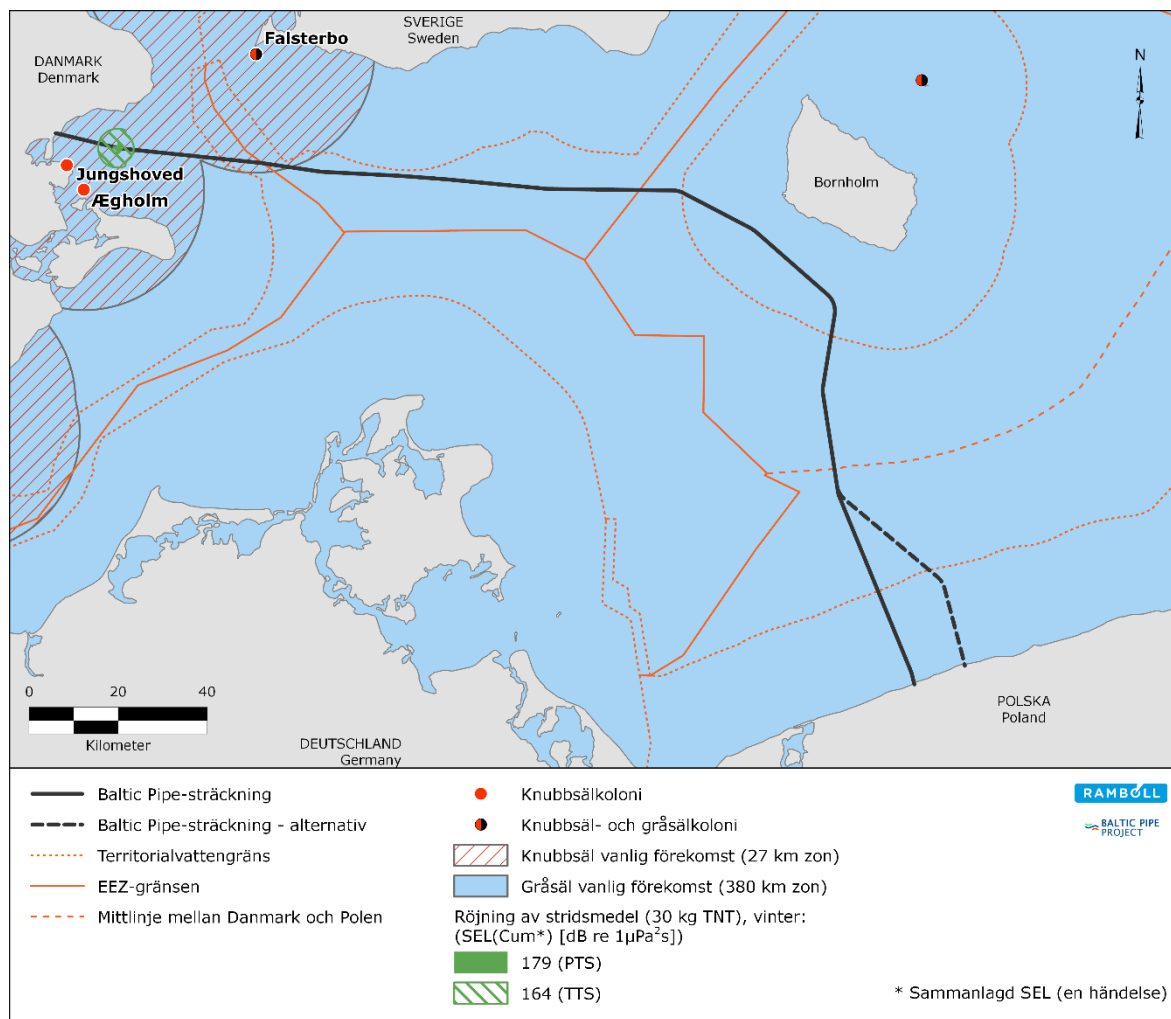 SVERIGE
Sweden
Falsterbo
DANMARK
Denmark
N
Jungshoved
Ægholm
Bornholm
0 20 40
Kilometer
DEUTSCHLAND
Germany
POLSKA
Poland
Baltic Pipe-sträckning
Baltic Pipe-sträckning - alternativ
Territorialvattengräns
EEZ-gränsen
Mittlinje mellan Danmark och Polen
Knubbsälkoloni
Knubbsäl- och gråsälkoloni
Knubbsäl vanlig förekomst (27 km zon)
Gråsäl vanlig förekomst (380 km zon)
Röjning av stridsmedel (30 kg TNT), vinter:
(SEL(Cum*) [dB re 1µPa²s])
179 (PTS)
164 (TTS)
RAMBOLL
BALTIC PIPE
PROJECT
* Sammanlagd SEL (en händelse)